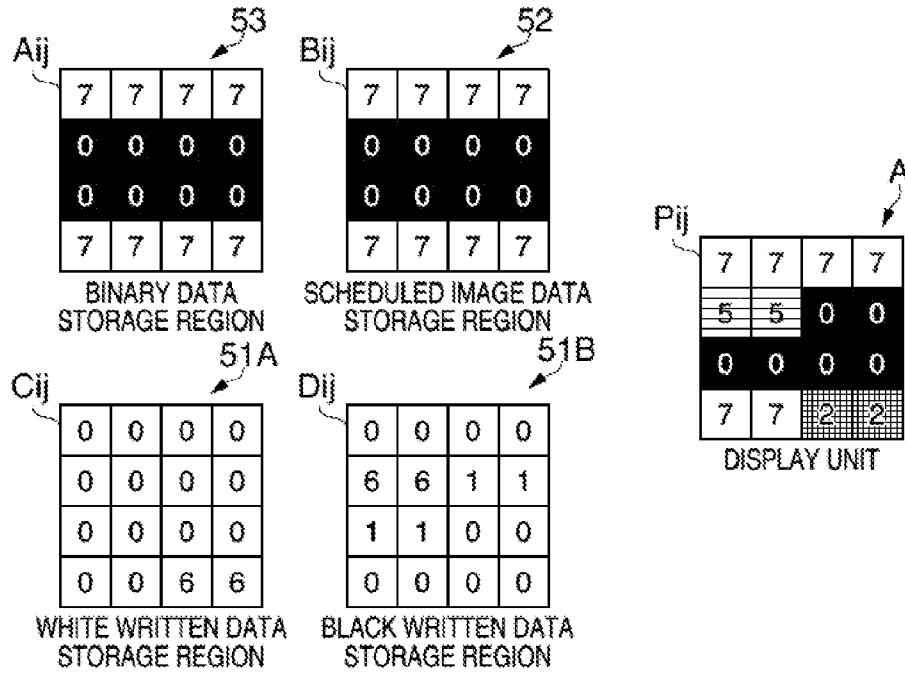 53
52
Aij
Bij
7 7 7 7
0 0 0 0
0 0 0 0
7 7 7 7
BINARY DATA
STORAGE REGION
7 7 7 7
0 0 0 0
0 0 0 0
7 7 7 7
SCHEDULED IMAGE DATA
STORAGE REGION
A
Pij
7 7 7 7
5 5 0 0
0 0 0 0
7 7 2 2
DISPLAY UNIT
51A
Cij
0 0 0 0
0 0 0 0
0 0 0 0
0 0 6 6
WHITE WRITTEN DATA
STORAGE REGION
51B
Dij
0 0 0 0
6 6 1 1
1 1 0 0
0 0 0 0
BLACK WRITTEN DATA
STORAGE REGION